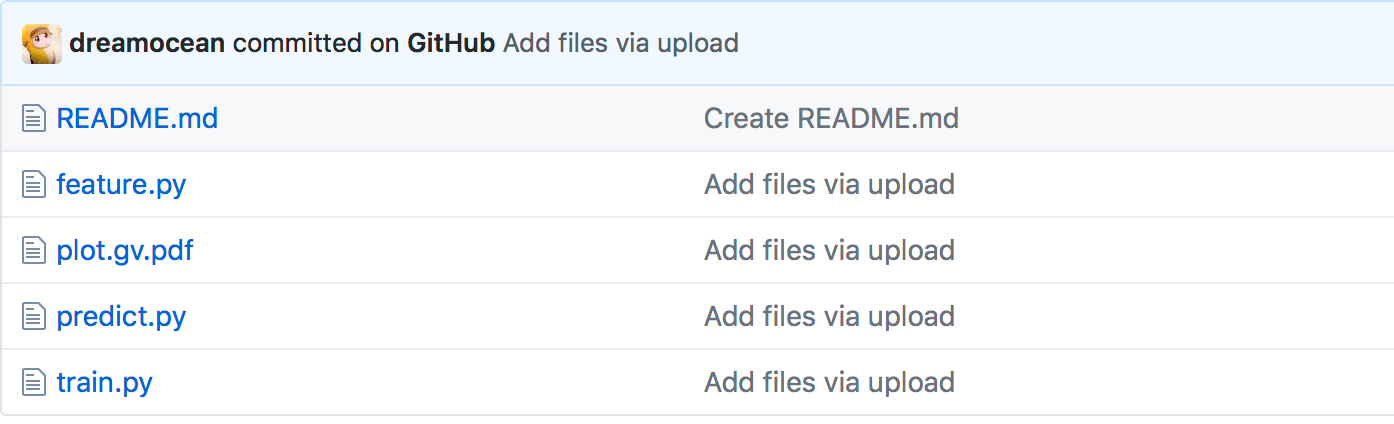 dreamocean committed on GitHub Add files via upload
README.md Create README.md
feature.py Add files via upload
plot.gv.pdf Add files via upload
predict.py Add files via upload
train.py Add files via upload